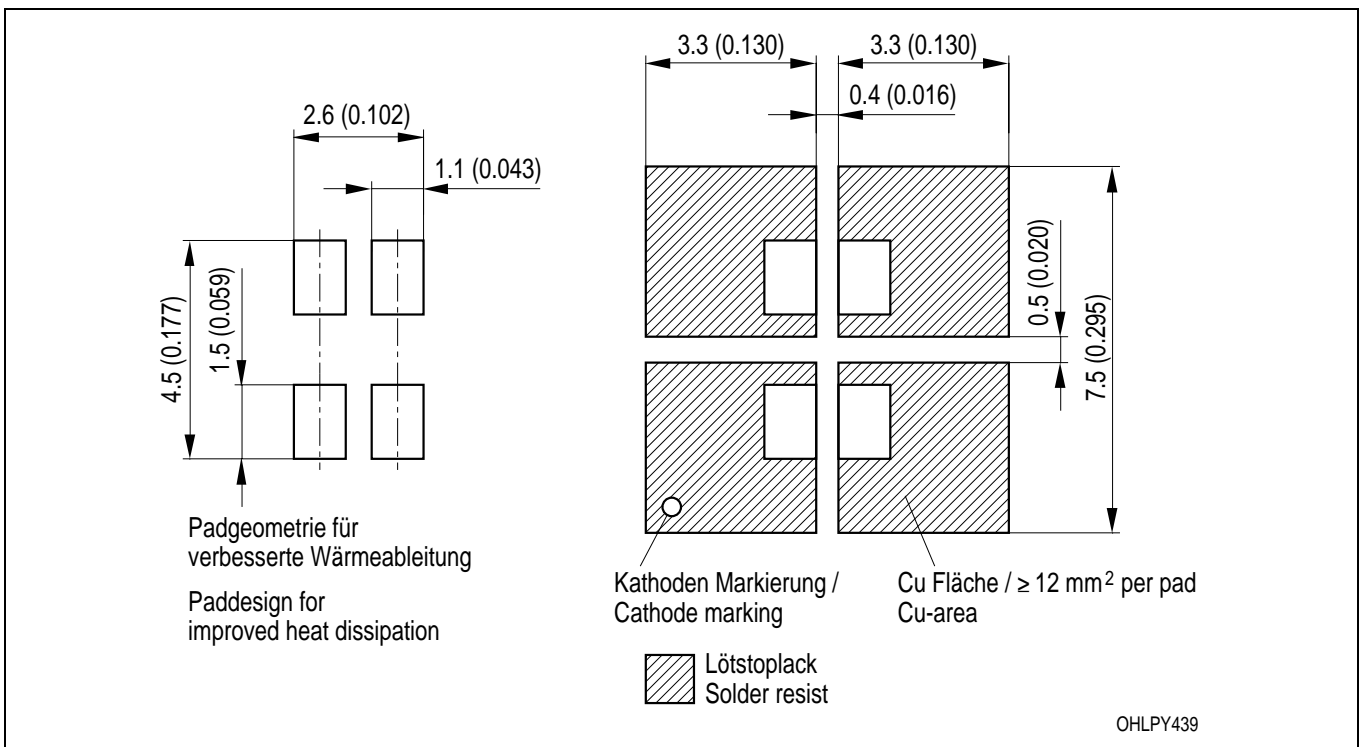 3.3 (0.130)
3.3 (0.130)
0.4 (0.016)
2.6 (0.102)
1.1 (0.043)
4.5 (0.177)
1.5 (0.059)
0.5 (0.020)
7.5 (0.295)
Padgeometrie für
verbesserte Wärmeableitung
Paddesign for
improved heat dissipation
Kathoden Markierung /
Cathode marking
Cu Fläche / ≥ 12 mm² per pad
Cu-area
Lötstoplack
Solder resist
OHLPY439